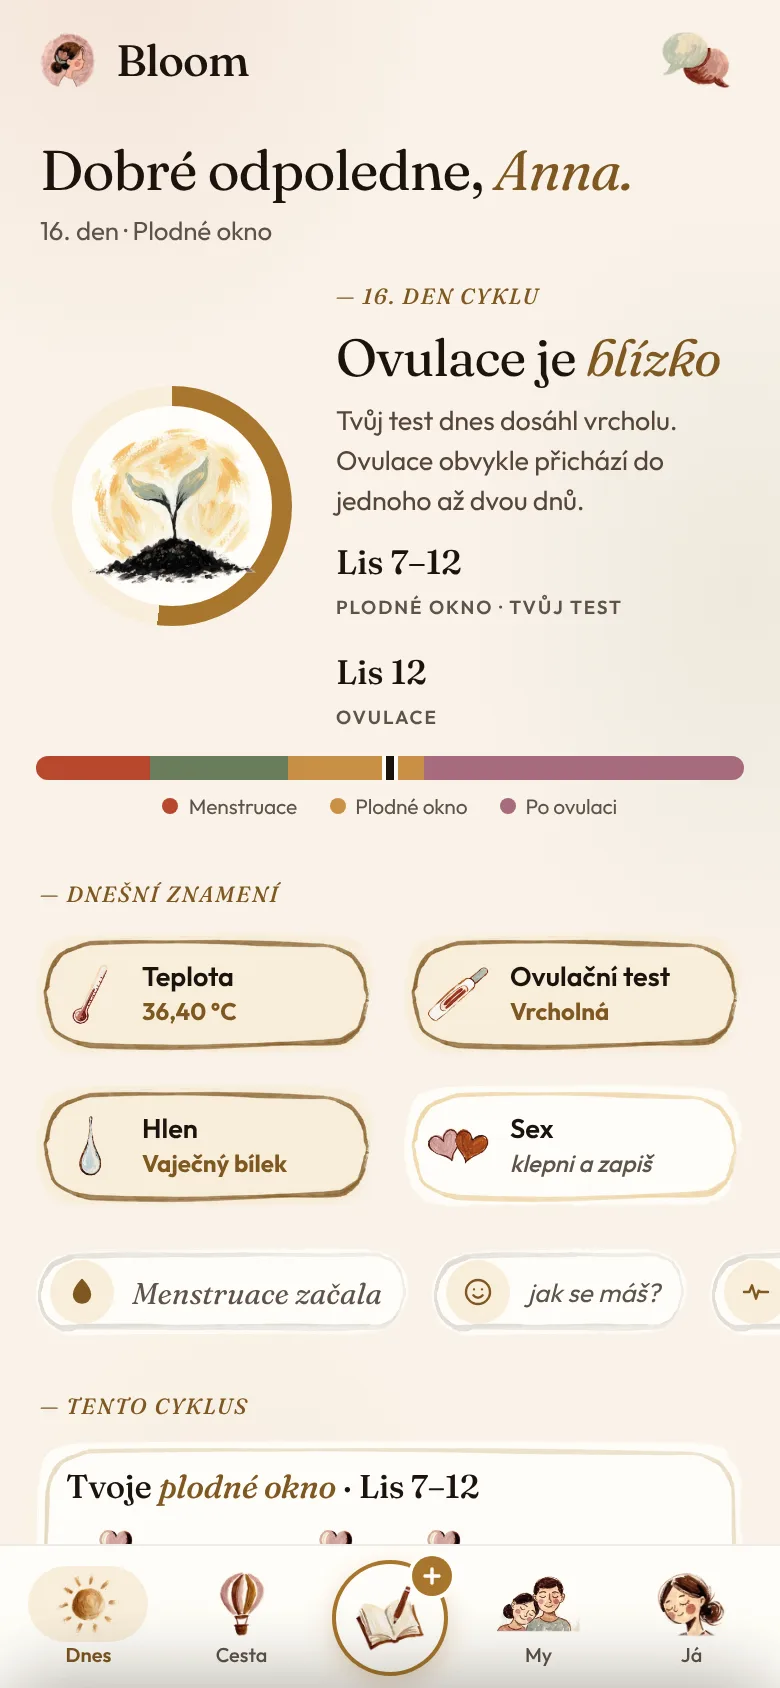 Bloom
Dobré odpoledne, Anna.
16. den · Plodné okno
— 16. DEN CYKLU
Ovulace je blízko
Tvůj test dnes dosáhl vrcholu.
Ovulace obvykle přichází do
jednoho až dvou dnů.
Lis 7–12
PLODNÉ OKNO · TVŮJ TEST
Lis 12
OVULACE
Menstruace
Plodné okno
Po ovulaci
— DNEŠNÍ ZNAMENÍ
Teplota
36,40 °C
Ovulační test
Vrcholná
Hlen
Vaječný bílek
Sex
klepni a zapiš
Menstruace začala
jak se máš?
— TENTO CYKLUS
Tvoje plodné okno · Lis 7–12
Dnes
Cesta
My
Já